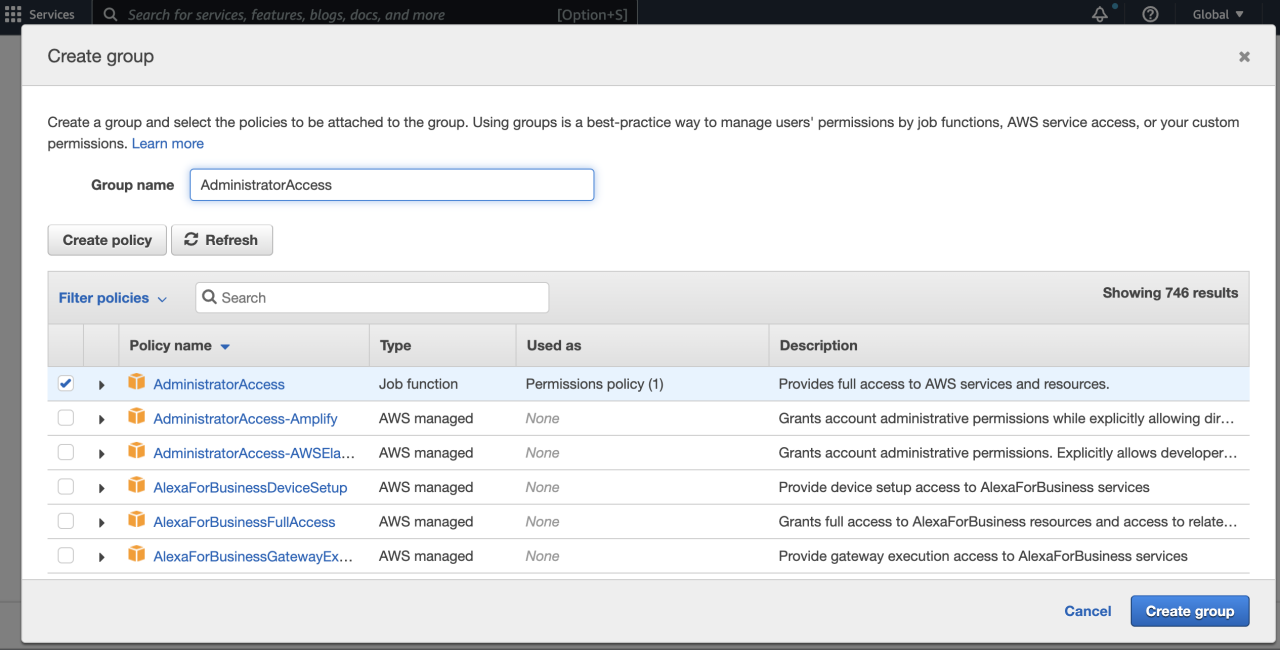 Services Search for services, features, blogs, docs, and more [Option+S] Global ▼
Create group
Create a group and select the policies to be attached to the group. Using groups is a best-practice way to manage users' permissions by job functions, AWS service access, or your custom
permissions. Learn more
Group name AdministratorAccess
Create policy Refresh
Filter policies Search Showing 746 results
Policy name Type Used as Description
AdministratorAccess Job function Permissions policy (1) Provides full access to AWS services and resources.
AdministratorAccess-Amplify AWS managed None Grants account administrative permissions while explicitly allowing dir…
AdministratorAccess-AWSEla… AWS managed None Grants account administrative permissions. Explicitly allows developer…
AlexaForBusinessDeviceSetup AWS managed None Provide device setup access to AlexaForBusiness services
AlexaForBusinessFullAccess AWS managed None Grants full access to AlexaForBusiness resources and access to relate…
AlexaForBusinessGatewayEx… AWS managed None Provide gateway execution access to AlexaForBusiness services
Cancel Create group